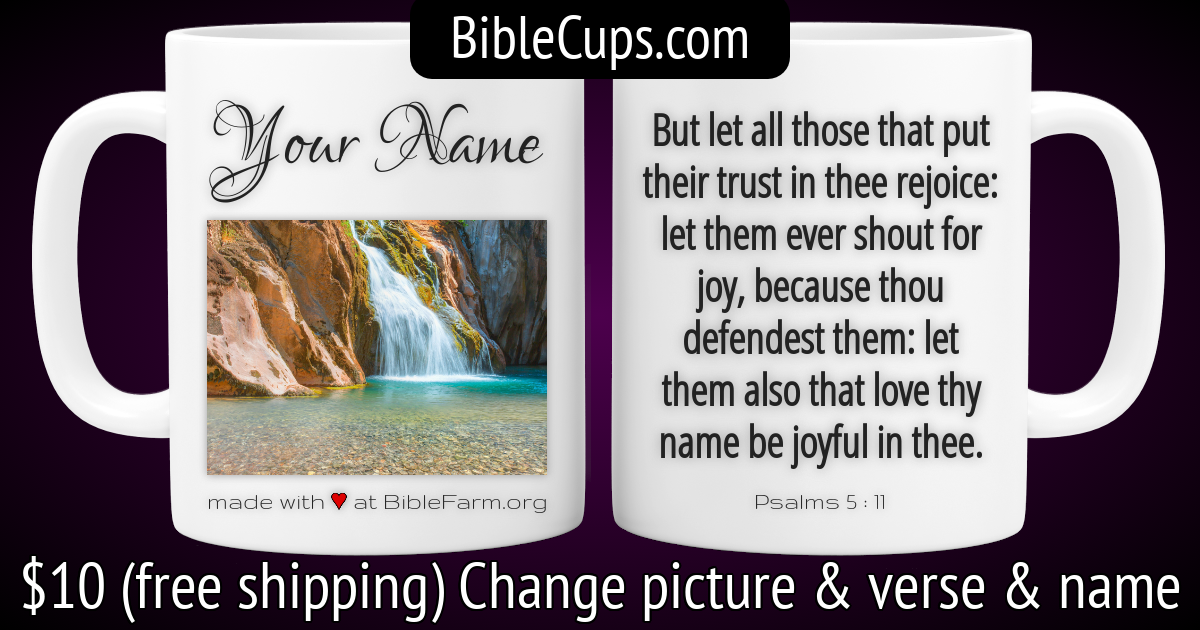 BibleCups.com
Your Name
made with ♥ at BibleFarm.org
But let all those that put
their trust in thee rejoice:
let them ever shout for
joy, because thou
defendest them: let
them also that love thy
name be joyful in thee.
Psalms 5 : 11
$10 (free shipping) Change picture & verse & name